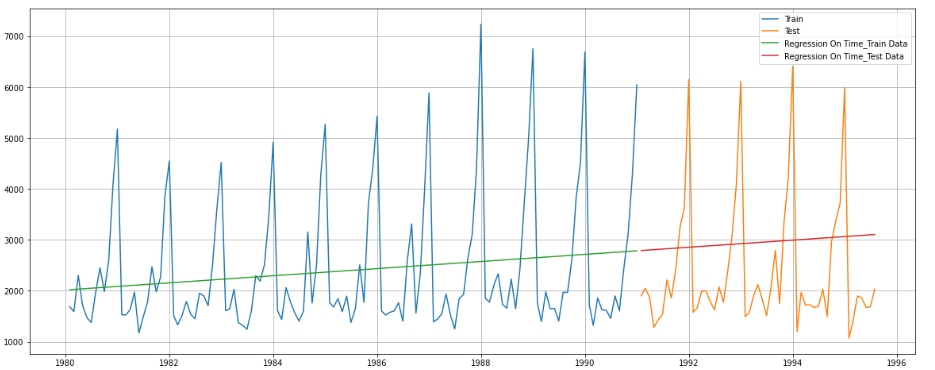 Train
Test
Regression On Time_Train Data
Regression On Time_Test Data
7000
6000
5000
4000
3000
2000
1000
1980 1982 1984 1986 1988 1990 1992 1994 1996